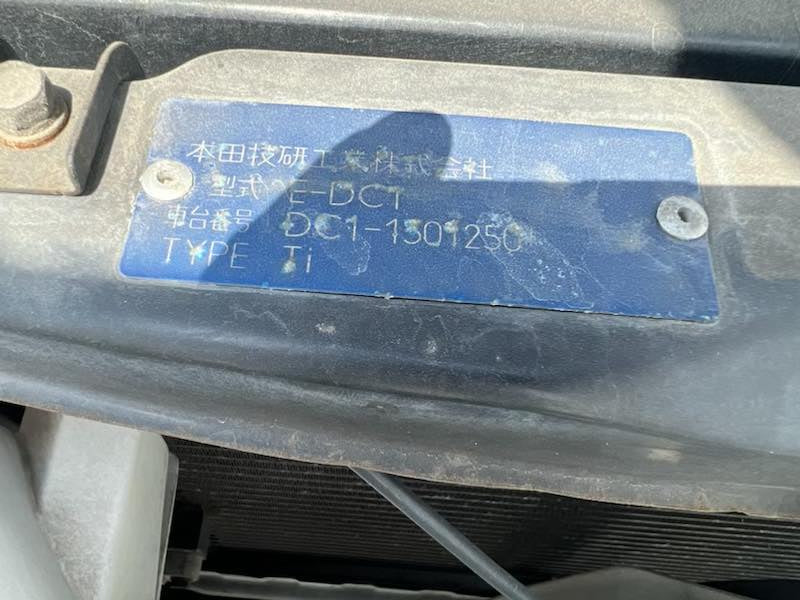 本田技研工業株式会社
型式 E-DC1
車台番号 DC1-1301250
TYPE Ti